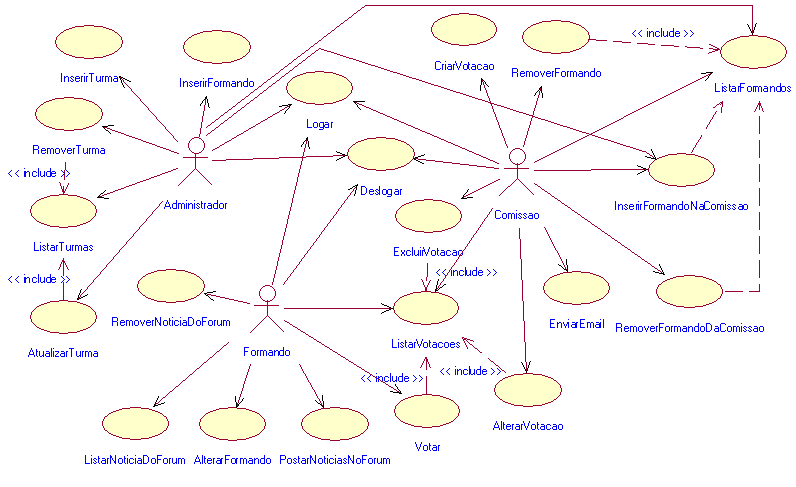 << include >>
InserirTurma
InserirFormando
CriarVotacao
RemoverFormando
ListarFormandos
Logar
RemoverTurma
<< include >>
Deslogar
Administrador
InserirFormandoNaComissao
Comissao
ListarTurmas
ExcluiiVotacao
<< include >>
<< include >>
RemoverNoticiaDoForum
EnviarEmail
RemoverFormandoDaComissao
AtualizarTurma
Formando
ListarVotacoes
<< include >>
<< include >>
AlterarVotacao
Votar
ListarNoticiaDoForum
AlterarFormando
PostarNoticiasNoForum